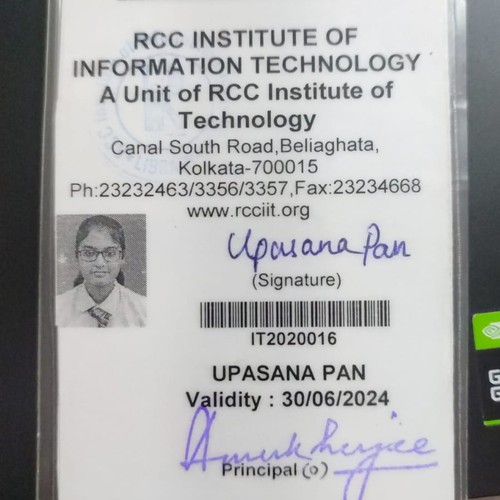 RCC INSTITUTE OF
INFORMATION TECHNOLOGY
A Unit of RCC Institute of
Technology
Canal South Road,Beliaghata,
Kolkata-700015
Ph:23232463/3356/3357,Fax:23234668
www.rcciit.org
Upasana Pan
(Signature)
IT2020016
UPASANA PAN
Validity : 30/06/2024
Principal (o)